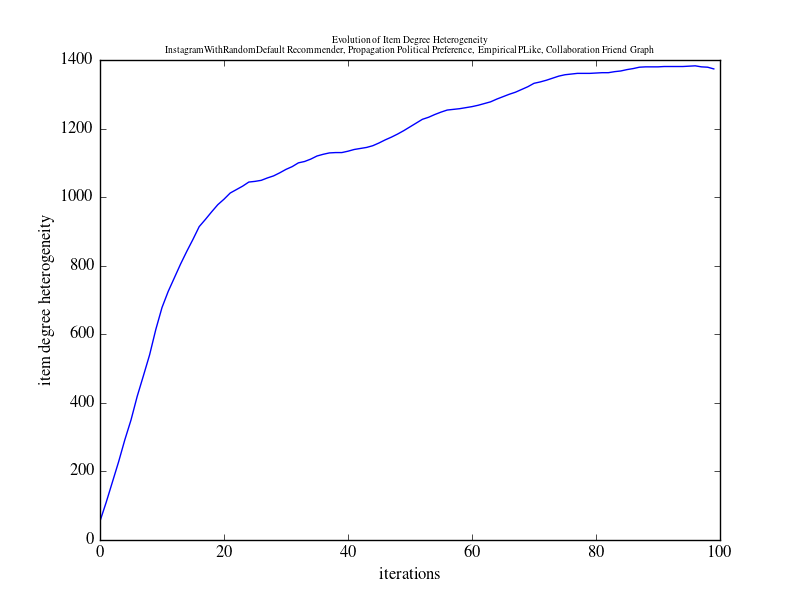 Evolution of Item Degree Heterogeneity
InstagramWithRandomDefault Recommender, Propagation Political Preference, EmpiricalPLike, Collaboration Friend Graph
1400
1200
1000
800
600
400
200
0
item degree heterogeneity
0 20 40 60 80 100
iterations